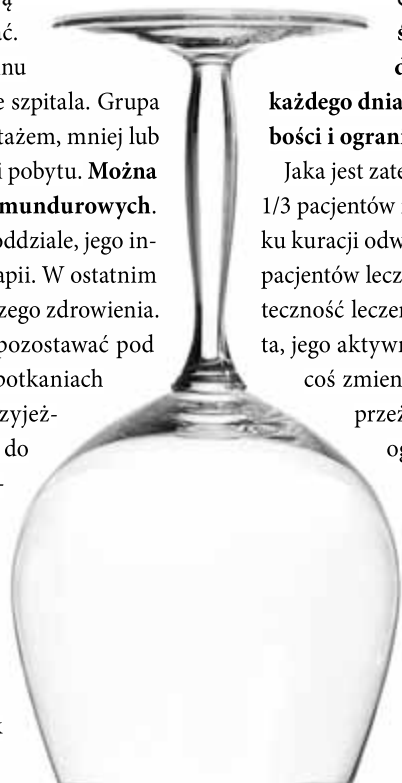 ć.
nu
e szpitala. Grupa
tażem, mniej lub
i pobytu. Można
mundurowych.
oddziale, jego in-
apii. W ostatnim
zego zdrowienia.
pozostawać pod
potkaniach
zyjeż-
do
-
każdego dnia
bości i ograni
Jaka jest zate
1/3 pacjentów
ku kuracji odw
pacjentów lecz
teczność leczen
ta, jego aktywn
coś zmien
przeż
og